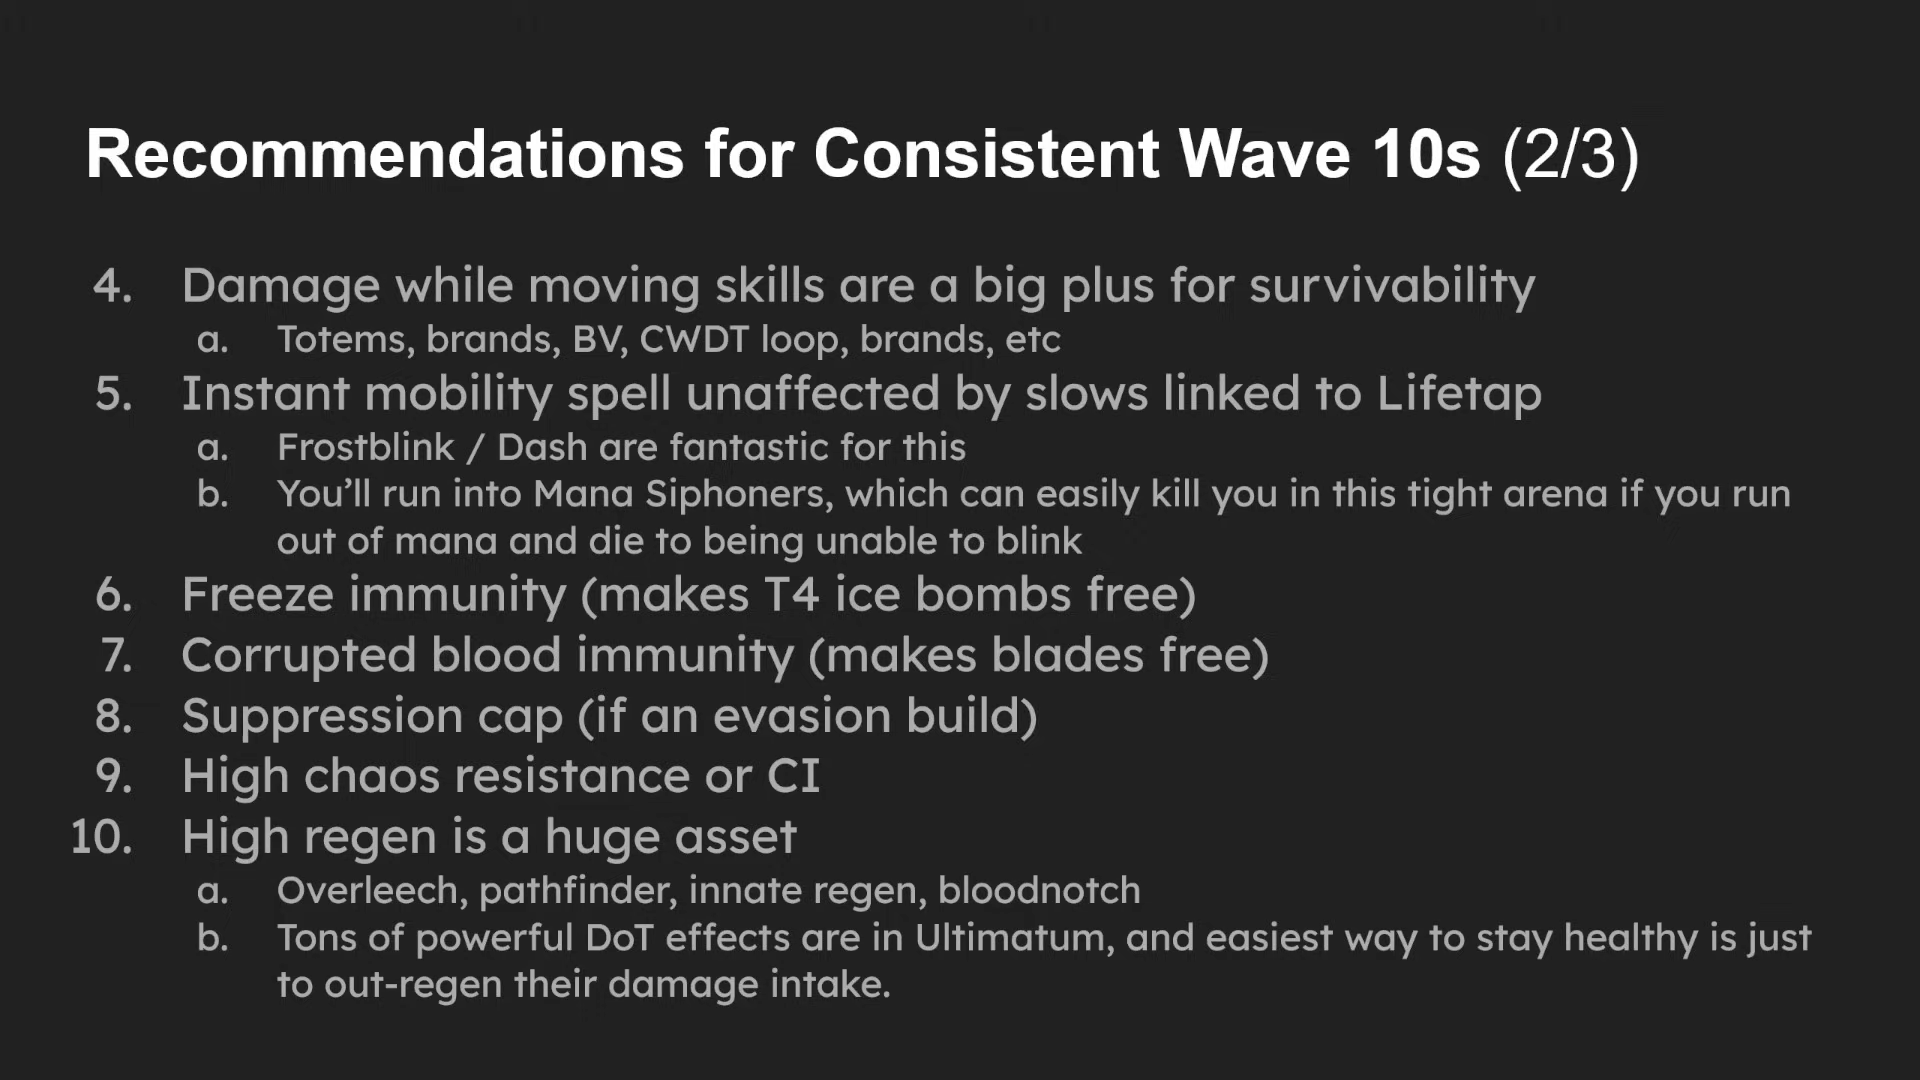 Recommendations for Consistent Wave 10s (2/3)
4. Damage while moving skills are a big plus for survivability
a. Totems, brands, BV, CWDT loop, brands, etc
5. Instant mobility spell unaffected by slows linked to Lifetap
a. Frostblink / Dash are fantastic for this
b. You’ll run into Mana Siphoners, which can easily kill you in this tight arena if you run
out of mana and die to being unable to blink
6. Freeze immunity (makes T4 ice bombs free)
7. Corrupted blood immunity (makes blades free)
8. Suppression cap (if an evasion build)
9. High chaos resistance or CI
10. High regen is a huge asset
a. Overleech, pathfinder, innate regen, bloodnotch
b. Tons of powerful DoT effects are in Ultimatum, and easiest way to stay healthy is just
to out-regen their damage intake.